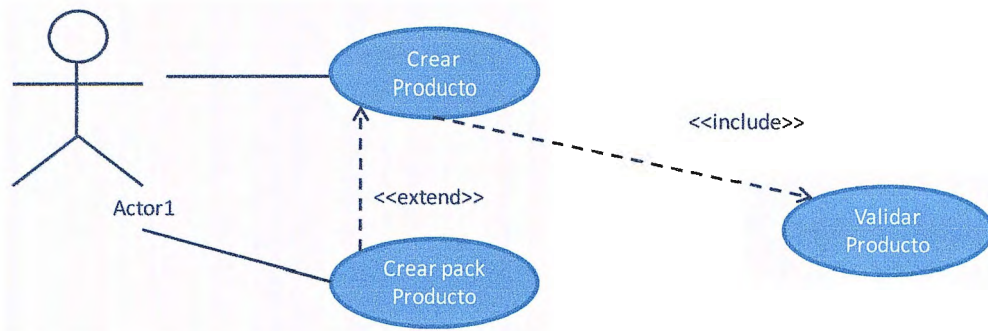 Crear
Producto
<<include>>
<<extend>>
Actor1
Validar
Producto
Crear pack
Producto